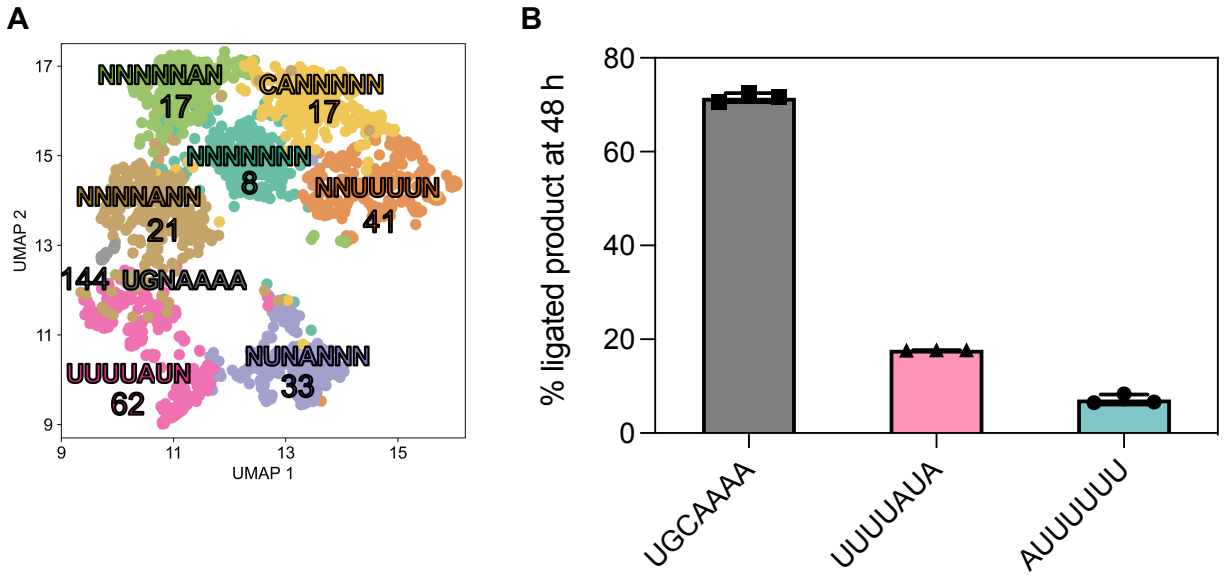 A
B
17
15
13
11
9
UMAP 2
9
11
13
15
UMAP 1
NNNNNAN
17
CANNNNN
17
NNNNNNN
8
NNUUUUN
41
NNNNANN
21
144 UGNAAAA
UUUUAUN
62
NUNANNN
33
80
60
40
20
0
% ligated product at 48 h
UGCAAAA
UUUUAUA
AUUUUUU